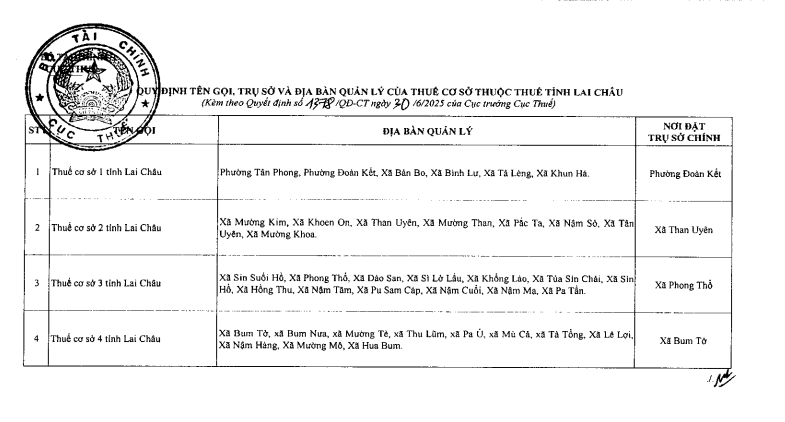 BỘ TÀI CHÍNH
CỤC THUẾ
QUY ĐỊNH TÊN GỌI, TRỤ SỞ VÀ ĐỊA BÀN QUẢN LÝ CỦA THUẾ CƠ SỞ THUỘC THUẾ TỈNH LAI CHÂU
(Kèm theo Quyết định số 1378/QĐ-CT ngày 30/6/2025 của Cục trưởng Cục Thuế)
STT TÊN GỌI ĐỊA BÀN QUẢN LÝ NƠI ĐẶT
TRỤ SỞ CHÍNH
1 Thuế cơ sở 1 tỉnh Lai Châu Phường Tân Phong, Phường Đoàn Kết, Xã Bản Bo, Xã Bình Lư, Xã Tả Lèng, Xã Khun Há. Phường Đoàn Kết
2 Thuế cơ sở 2 tỉnh Lai Châu Xã Mường Kim, Xã Khoen On, Xã Than Uyên, Xã Mường Than, Xã Pắc Ta, Xã Nậm Sỏ, Xã Tân
Uyên, Xã Mường Khoa. Xã Than Uyên
3 Thuế cơ sở 3 tỉnh Lai Châu Xã Sin Suối Hồ, Xã Phong Thổ, Xã Dào San, Xã Sì Lở Lầu, Xã Khổng Lào, Xã Tủa Sín Chải, Xã Sìn
Hồ, Xã Hồng Thu, Xã Nậm Tăm, Xã Pu Sam Cáp, Xã Nậm Cuổi, Xã Nậm Mạ, Xã Pa Tần. Xã Phong Thổ
4 Thuế cơ sở 4 tỉnh Lai Châu Xã Bum Tở, xã Bum Nưa, xã Mường Tè, xã Thu Lũm, xã Pa Ủ, xã Mù Cả, xã Tà Tổng, Xã Lê Lợi,
Xã Nậm Hàng, Xã Mường Mô, Xã Hua Bum. Xã Bum Tở